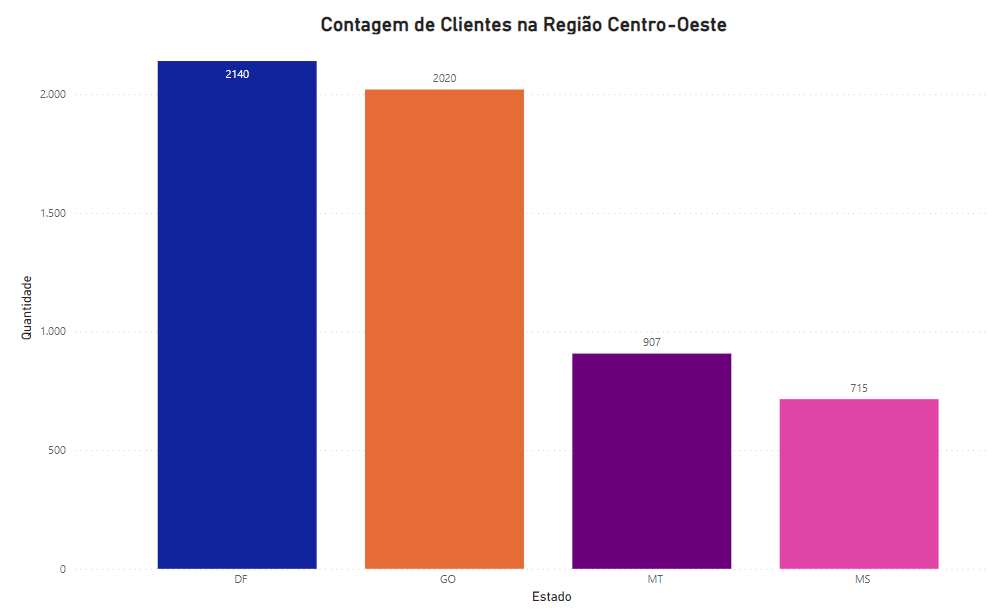 Contagem de Clientes na Região Centro-Oeste
Quantidade
2.000
1.500
1.000
500
0
2140
2020
907
715
DF
GO
MT
MS
Estado